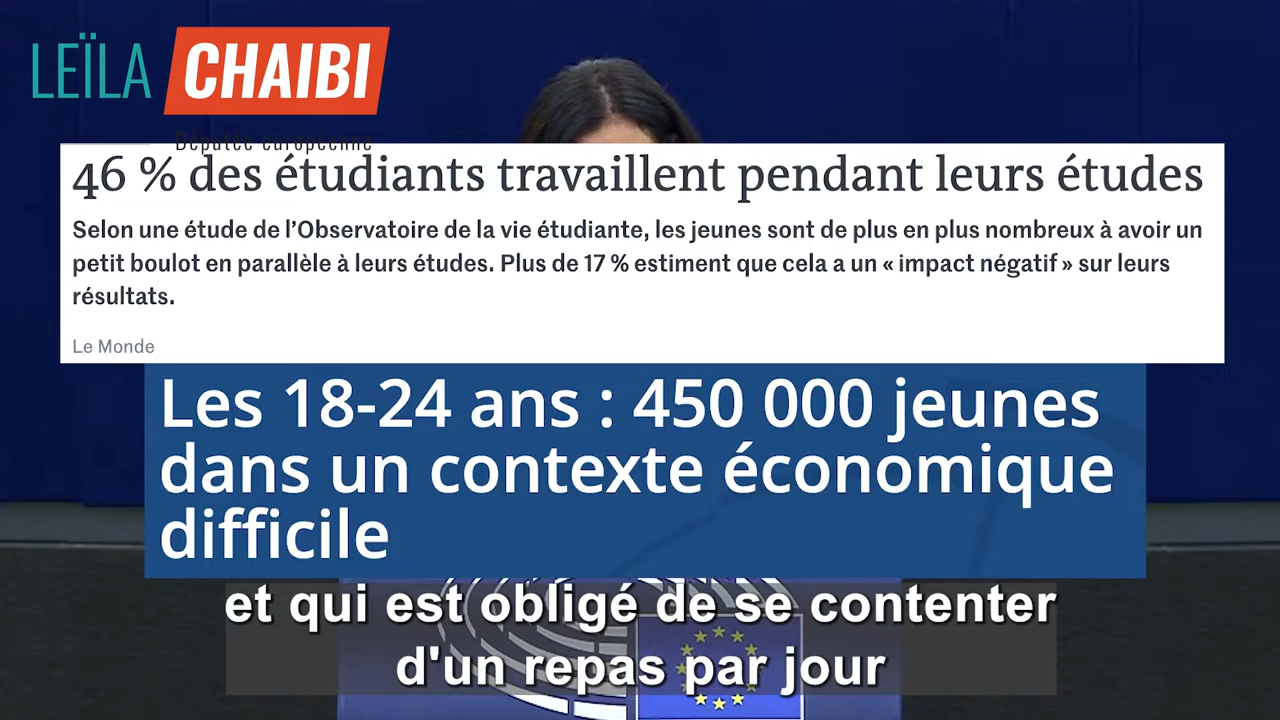 LEÏLA CHAIBI
Députée européenne
46 % des étudiants travaillent pendant leurs études
Selon une étude de l’Observatoire de la vie étudiante, les jeunes sont de plus en plus nombreux à avoir un
petit boulot en parallèle à leurs études. Plus de 17 % estiment que cela a un « impact négatif » sur leurs
résultats.
Le Monde
Les 18-24 ans : 450 000 jeunes
dans un contexte économique
difficile
et qui est obligé de se contenter
d'un repas par jour